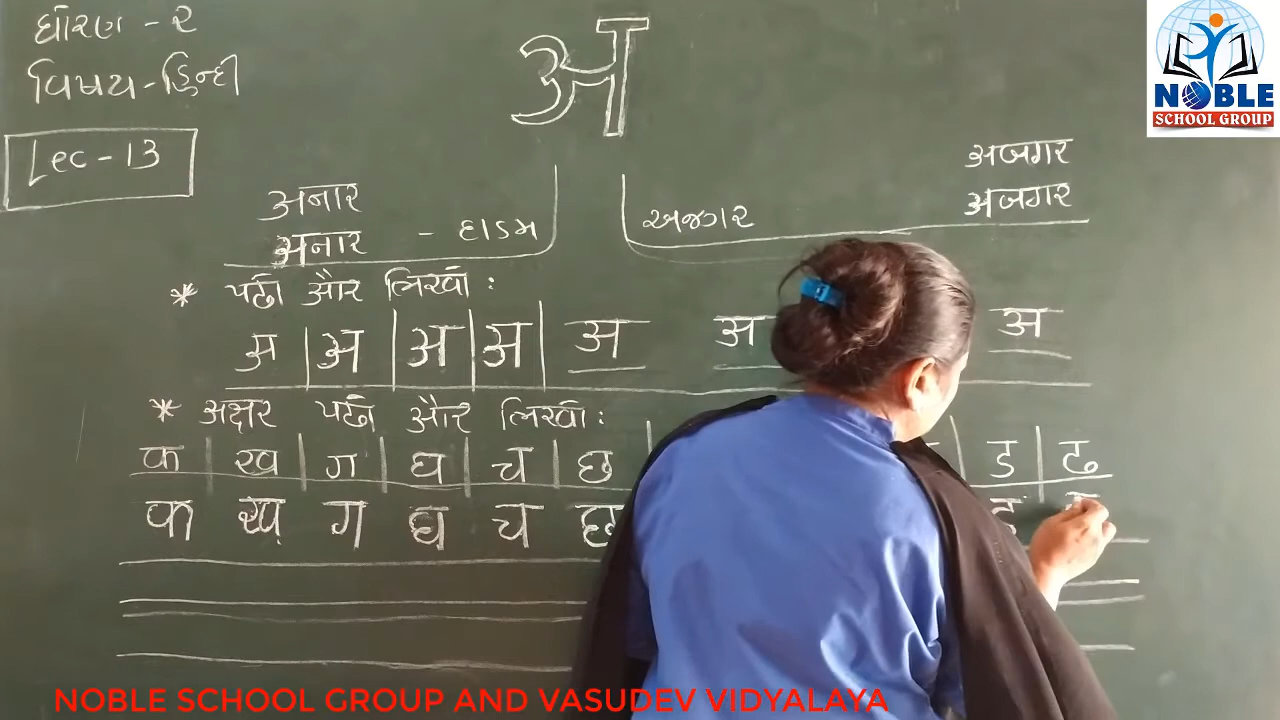 ધોરણ - ૨
વિષય - હિન્દી
Lec - 13
अ
NOBLE
SCHOOL GROUP
अनार
अनार - દાડમ
અજગર
अजगर
अजगर
* पढो और लिखो :
अ | अ | अ | अ | अ अ अ
* अक्षर पढो और लिखो :
क | ख | ग | घ | च | छ | ड | ढ
क ख ग घ च छ ड
NOBLE SCHOOL GROUP AND VASUDEV VIDYALAYA